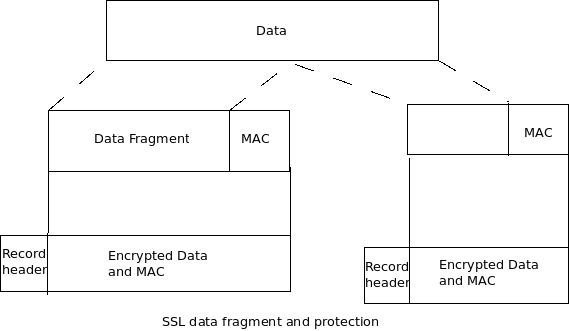 Data
Data Fragment
MAC
MAC
Record
header
Encrypted Data
and MAC
Record
header
Encrypted Data
and MAC
SSL data fragment and protection